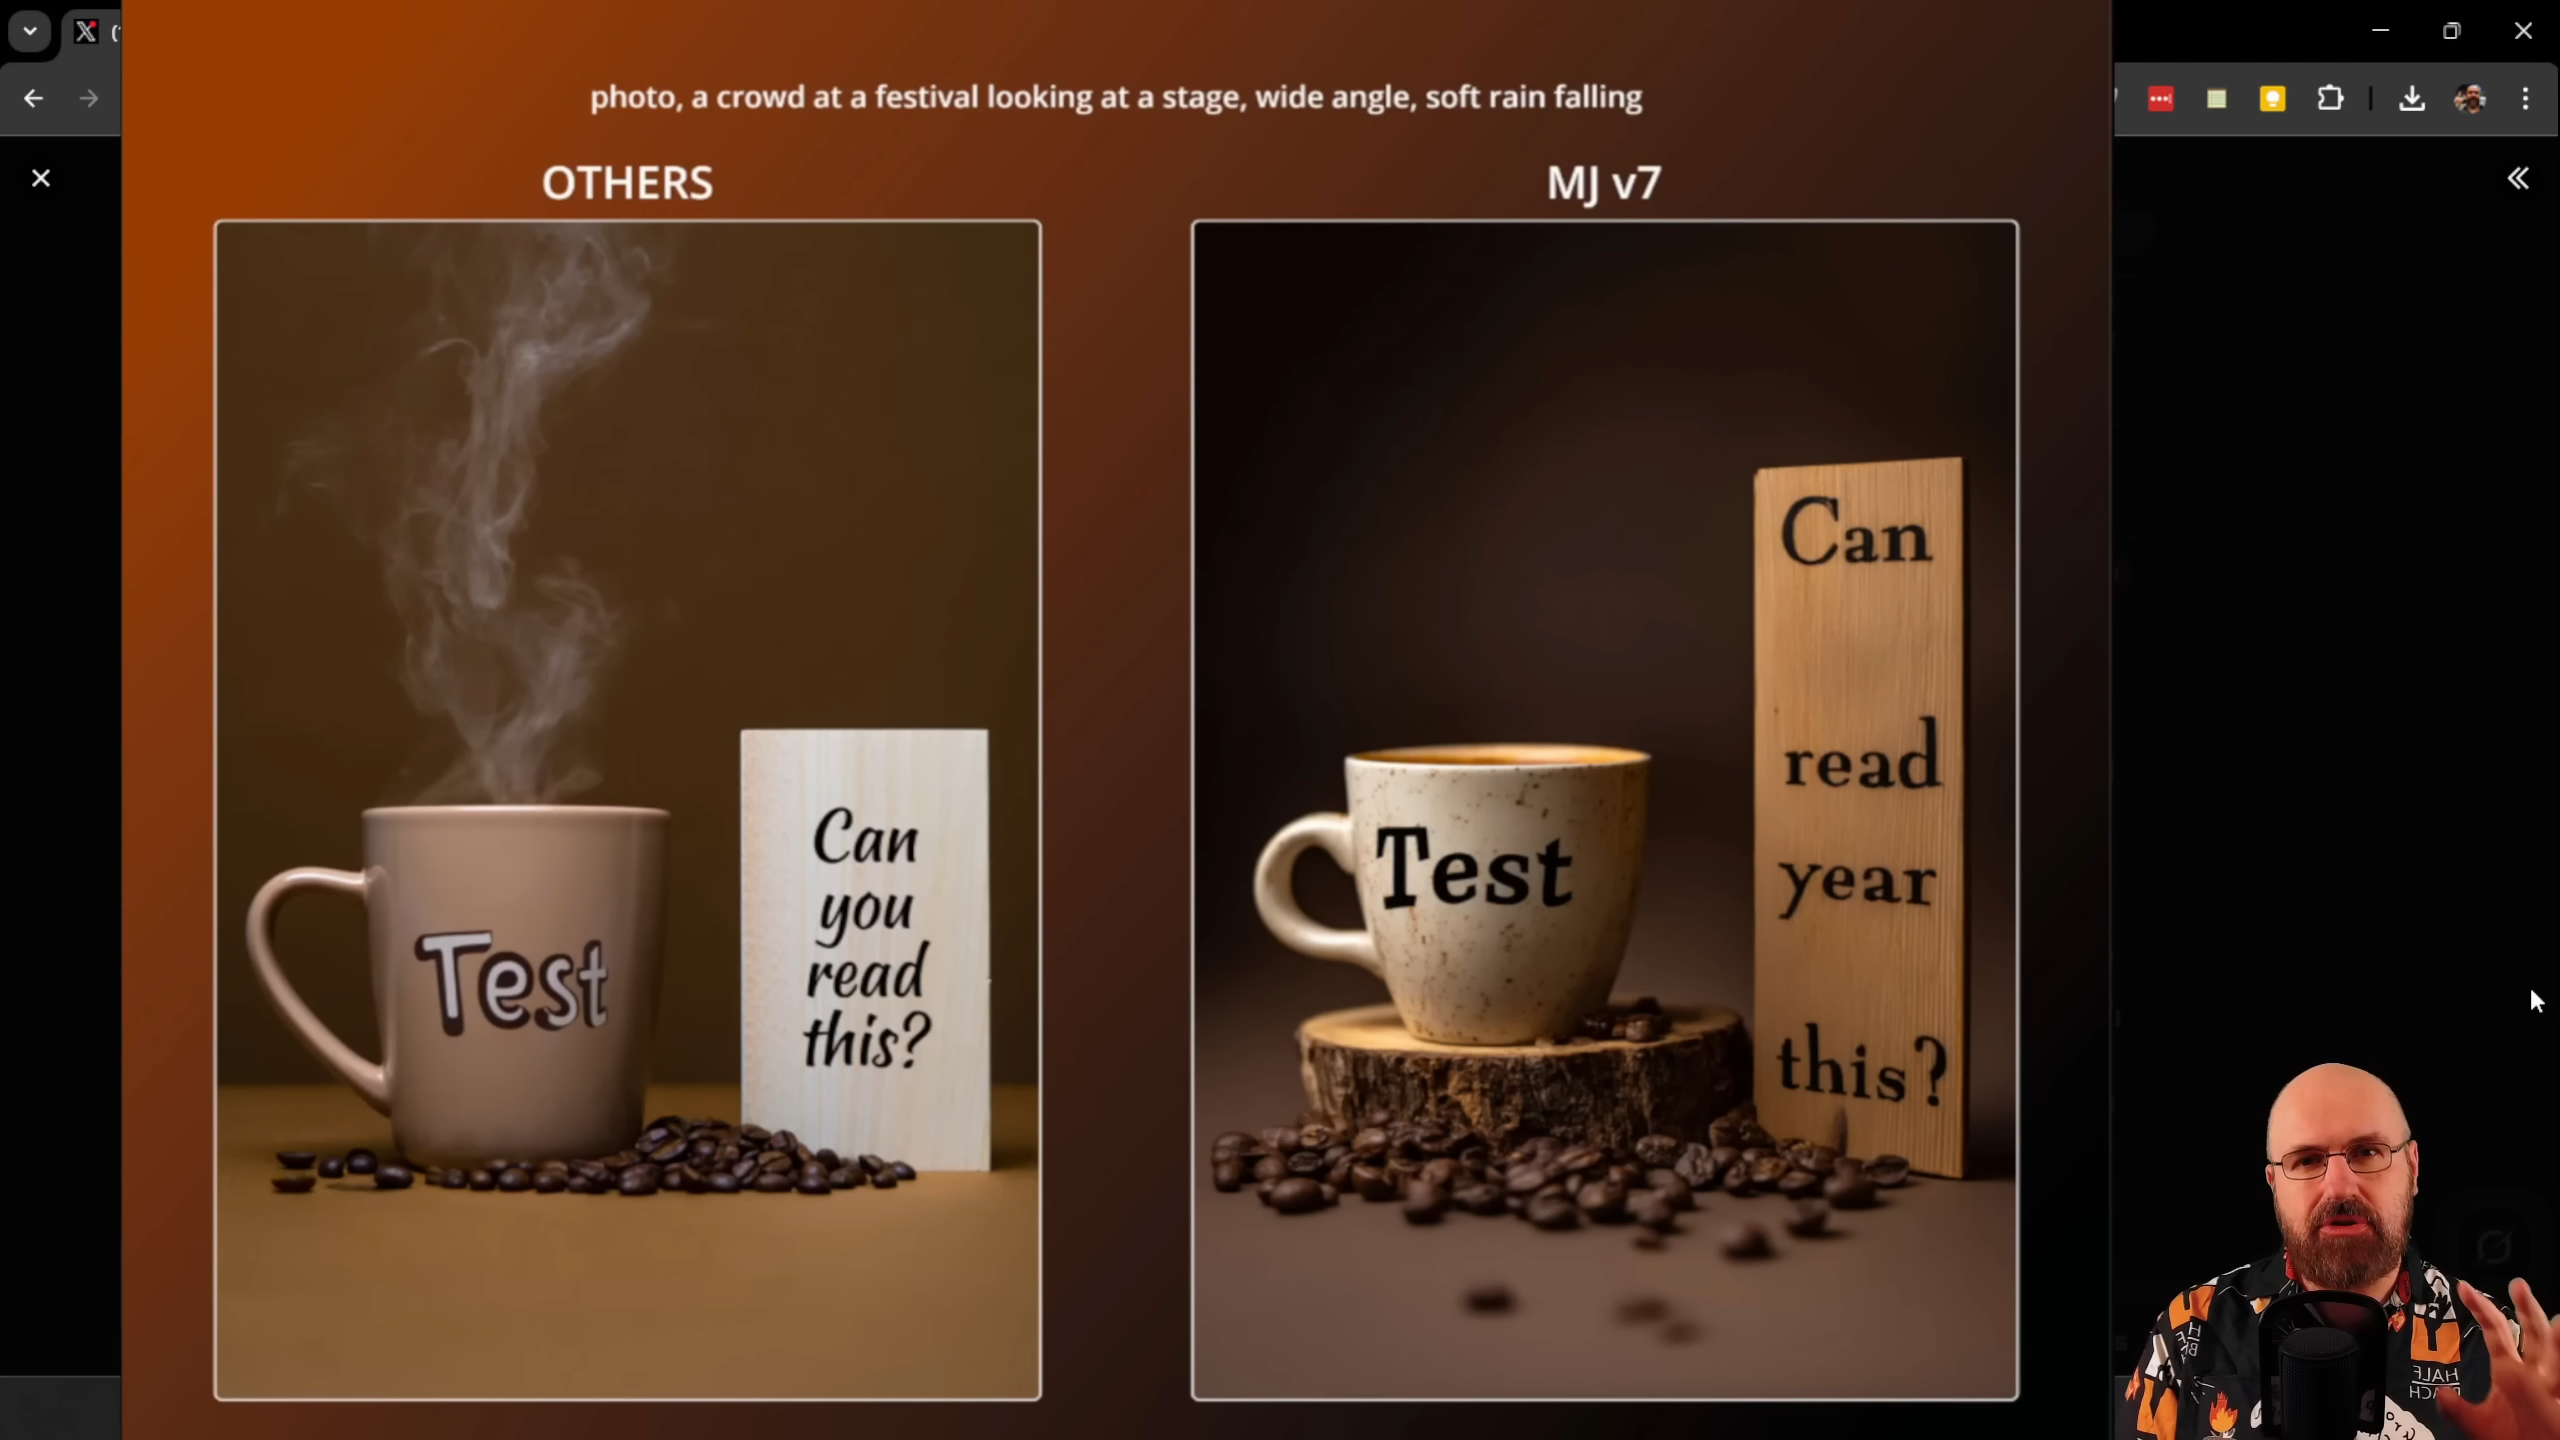 photo, a crowd at a festival looking at a stage, wide angle, soft rain falling
OTHERS
MJ v7
Test
Can
you
read
this?
Test
Can
read
year
this?
HALF